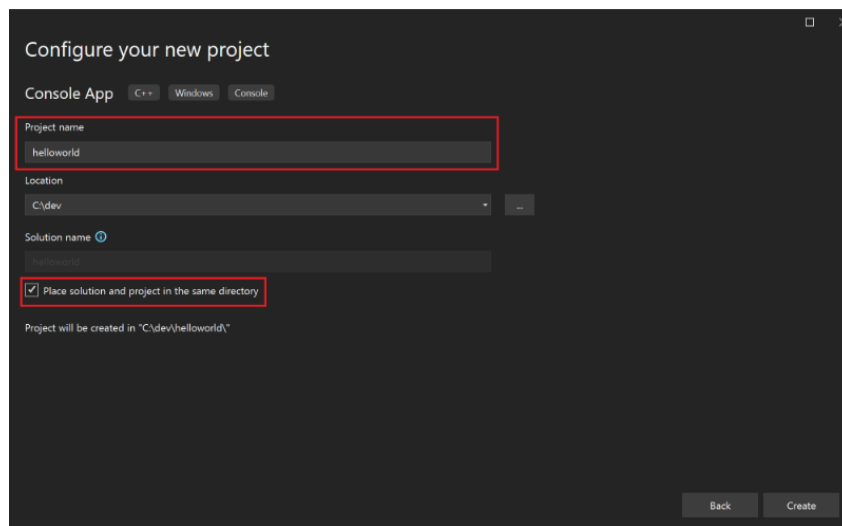 Configure your new project
Console App C++ Windows Console
Project name
helloworld
Location
C:\dev
...
Solution name
helloworld
Place solution and project in the same directory
Project will be created in "C:\dev\helloworld\"
Back Create